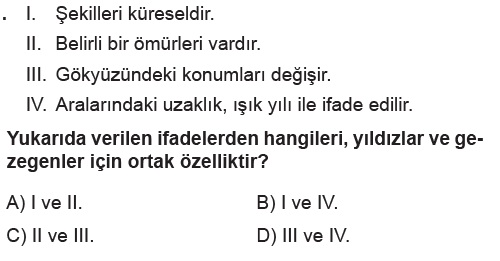 . I. Şekilleri küreseldir.
II. Belirli bir ömürleri vardır.
III. Gökyüzündeki konumları değişir.
IV. Aralarındaki uzaklık, ışık yılı ile ifade edilir.
Yukarıda verilen ifadelerden hangileri, yıldızlar ve ge-
zegenler için ortak özelliktir?
A) I ve II. B) I ve IV.
C) II ve III. D) III ve IV.